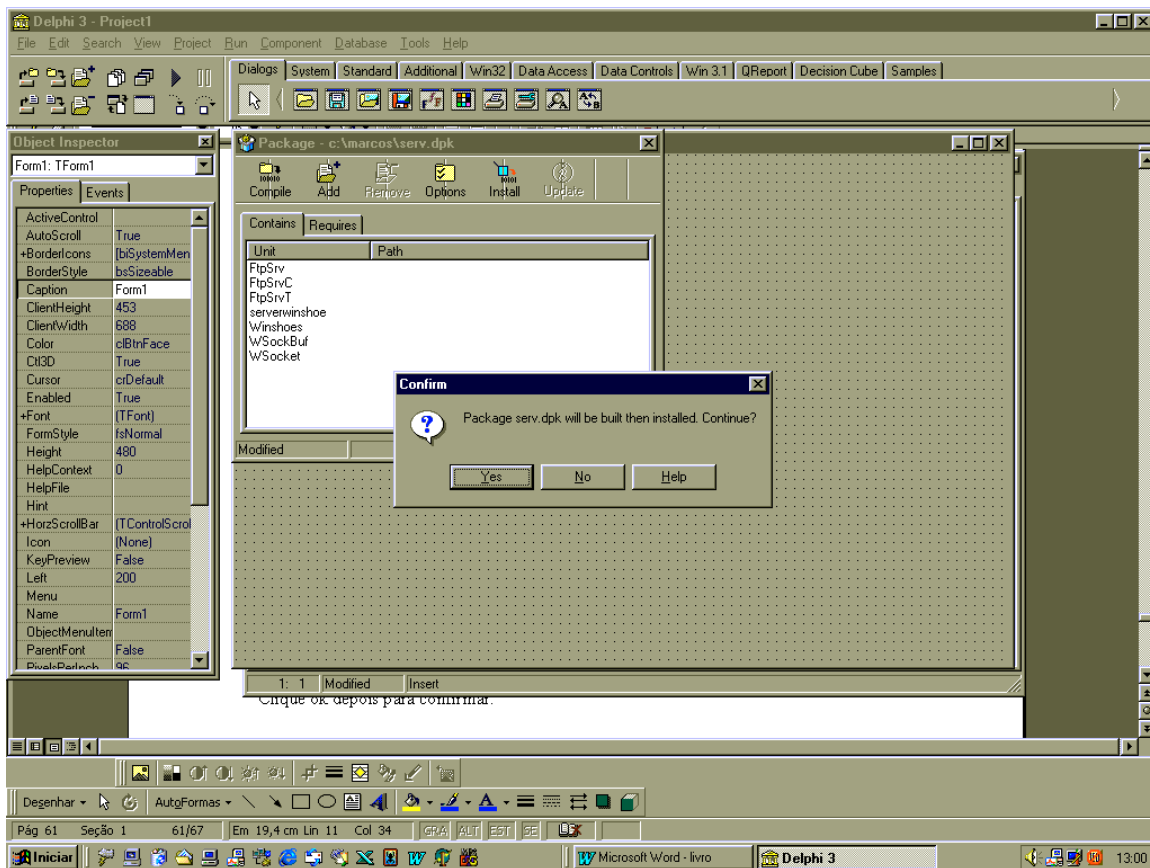 Delphi 3 - Project1
File Edit Search View Project Run Component Database Tools Help
Dialogs System Standard Additional Win32 Data Access Data Controls Win 3.1 QReport Decision Cube Samples
Object Inspector
Form1: TForm1
Properties Events
ActiveControl
AutoScroll True
+BorderIcons [biSystemMen
BorderStyle bsSizeable
Caption Form1
ClientHeight 453
ClientWidth 688
Color clBtnFace
Ctl3D True
Cursor crDefault
Enabled True
+Font (TFont)
FormStyle fsNormal
Height 480
HelpContext 0
HelpFile
Hint
+HorzScrollBar (TControlScrol
Icon (None)
KeyPreview False
Left 200
Menu
Name Form1
ObjectMenuItem
ParentFont False
PixelsPerInch 96
Package - c:\marcos\serv.dpk
Compile Add Remove Options Install Update
Contains Requires
Unit Path
FtpSrv
FtpSrvC
FtpSrvT
serverwinshoe
Winshoes
WSockBuf
WSocket
Modified
Confirm
Package serv.dpk will be built then installed. Continue?
Yes No Help
1: 1 Modified Insert
Clique ok depois para confirmar.
Desenhar AutoFormas
Pág 61 Seção 1 61/67 Em 19,4 cm Lin 11 Col 34 GRA ALT EST SE
Iniciar Microsoft Word - livro Delphi 3 13:00